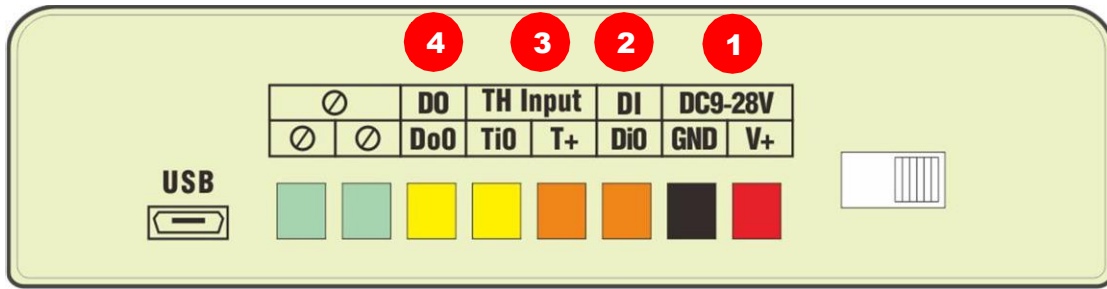 4 3 2 1
DO TH Input DI DC9-28V
Do0 Ti0 T+ Di0 GND V+
USB